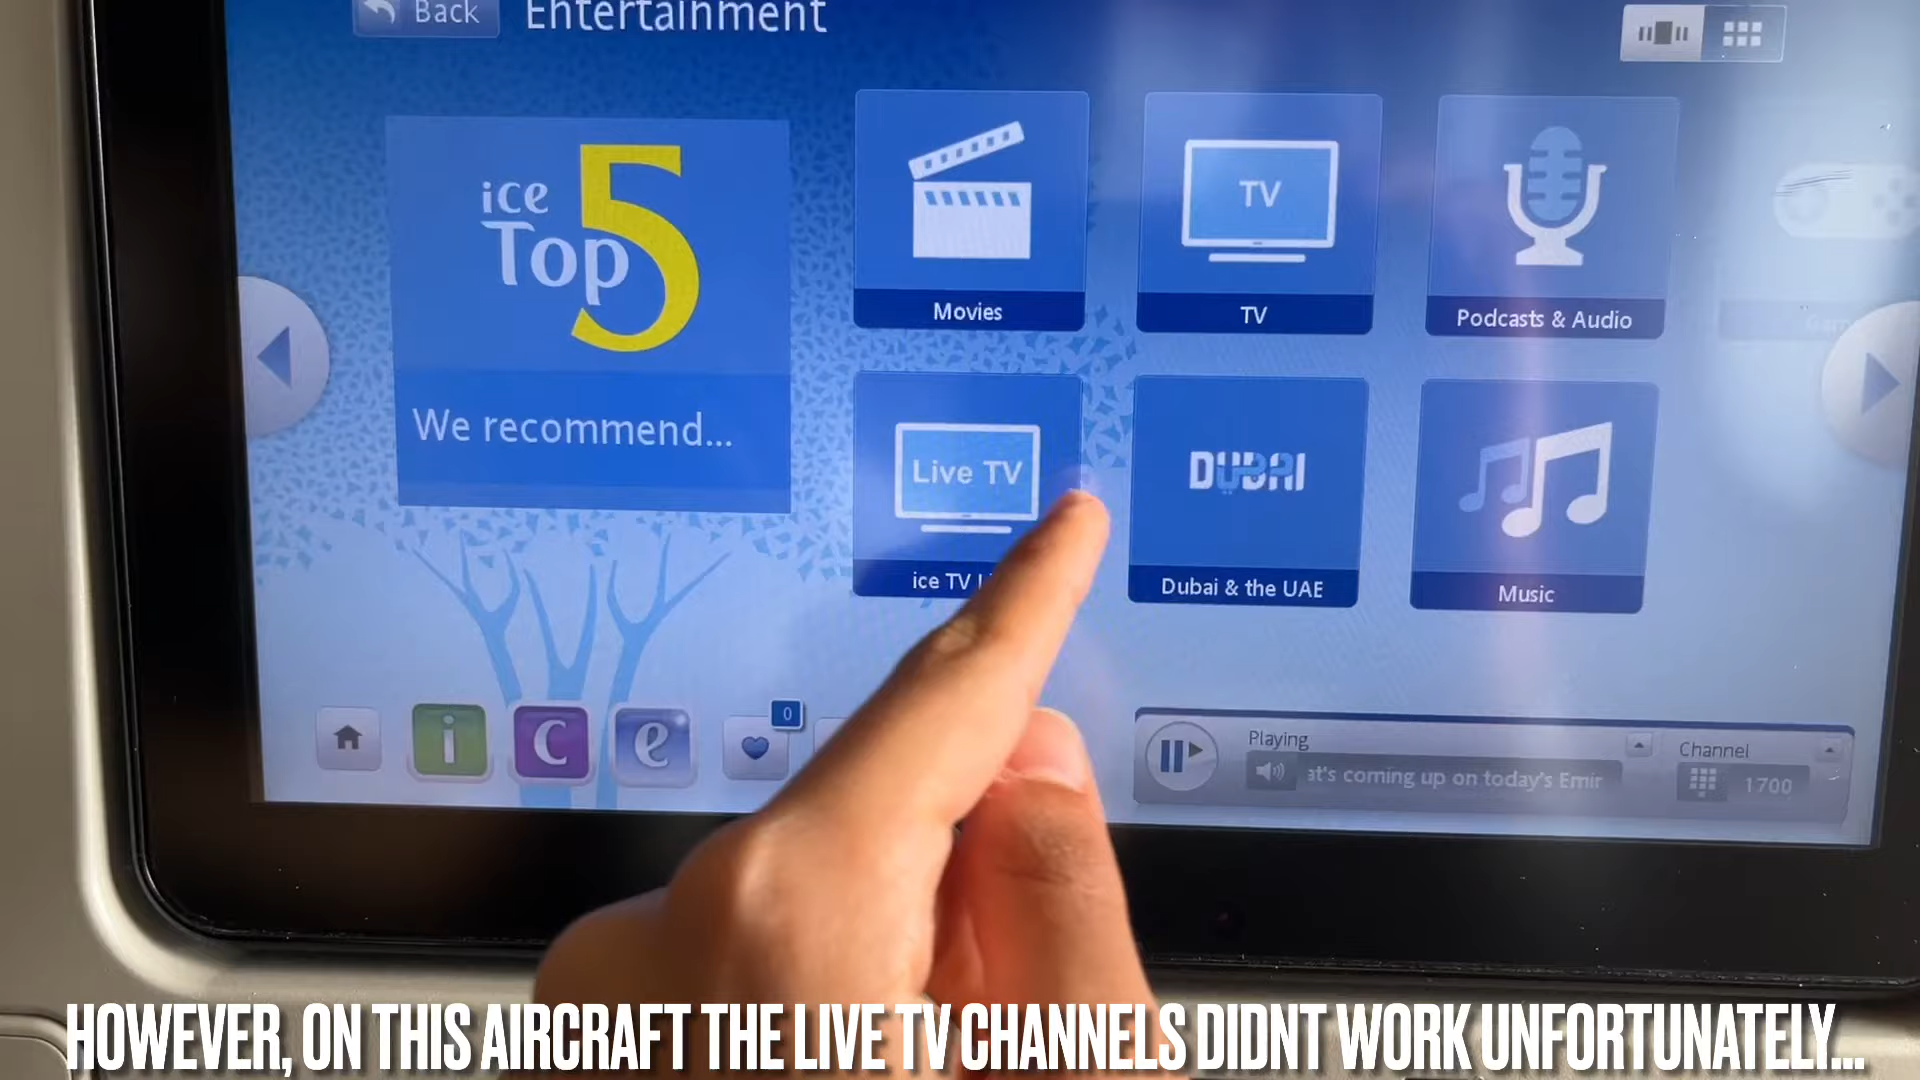 Back
Entertainment
ice
Top 5
We recommend...
Movies
TV
TV
Podcasts & Audio
Live TV
ice TV
DUBAI
Dubai & the UAE
Music
i
c
e
0
Playing
at's coming up on today's Emir
Channel
1700
HOWEVER, ON THIS AIRCRAFT THE LIVE TV CHANNELS DIDNT WORK UNFORTUNATELY...